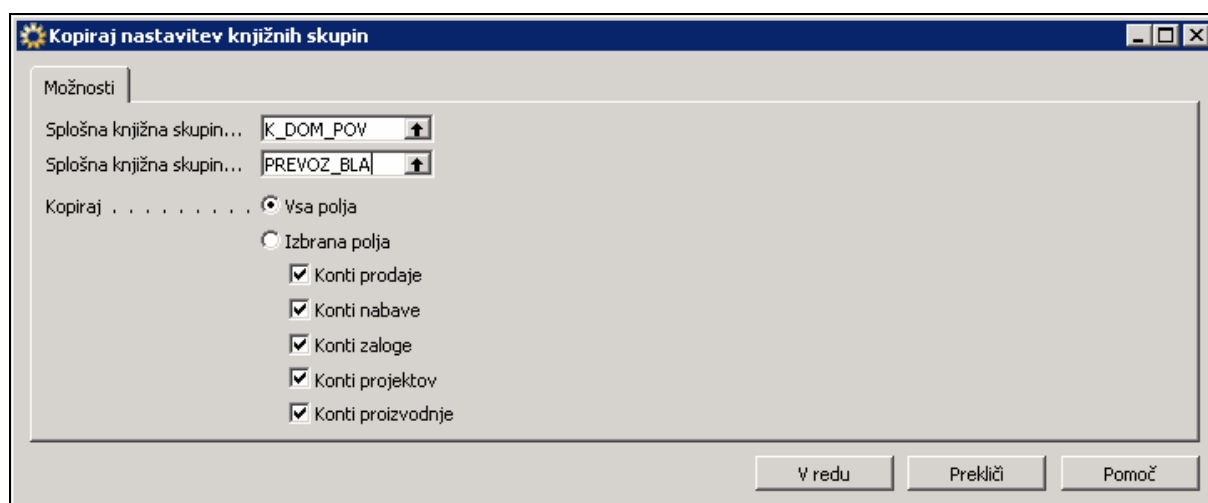 Kopiraj nastavitev knjižnih skupin
Možnosti
Splošna knjižna skupin... K_DOM_POV
Splošna knjižna skupin... PREVOZ_BLA
Kopiraj . . . . . . . . . Vsa polja
Izbrana polja
Konti prodaje
Konti nabave
Konti zaloge
Konti projektov
Konti proizvodnje
V redu Prekliči Pomoč